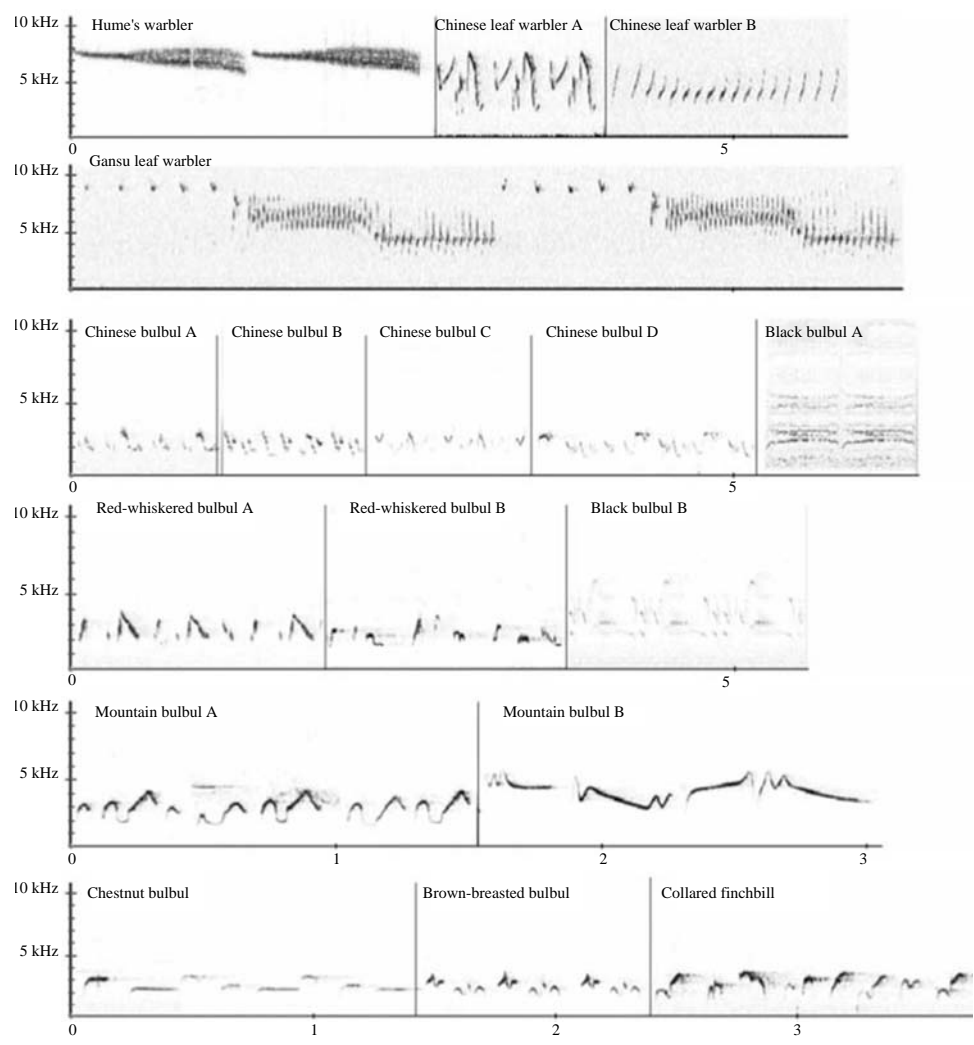 10 kHz Hume's warbler Chinese leaf warbler A Chinese leaf warbler B
5 kHz
0 5
Gansu leaf warbler
10 kHz
5 kHz
10 kHz Chinese bulbul A Chinese bulbul B Chinese bulbul C Chinese bulbul D Black bulbul A
5 kHz
0 5
10 kHz Red-whiskered bulbul A Red-whiskered bulbul B Black bulbul B
5 kHz
0 5
10 kHz Mountain bulbul A Mountain bulbul B
5 kHz
0 1 2 3
10 kHz Chestnut bulbul Brown-breasted bulbul Collared finchbill
5 kHz
0 1 2 3